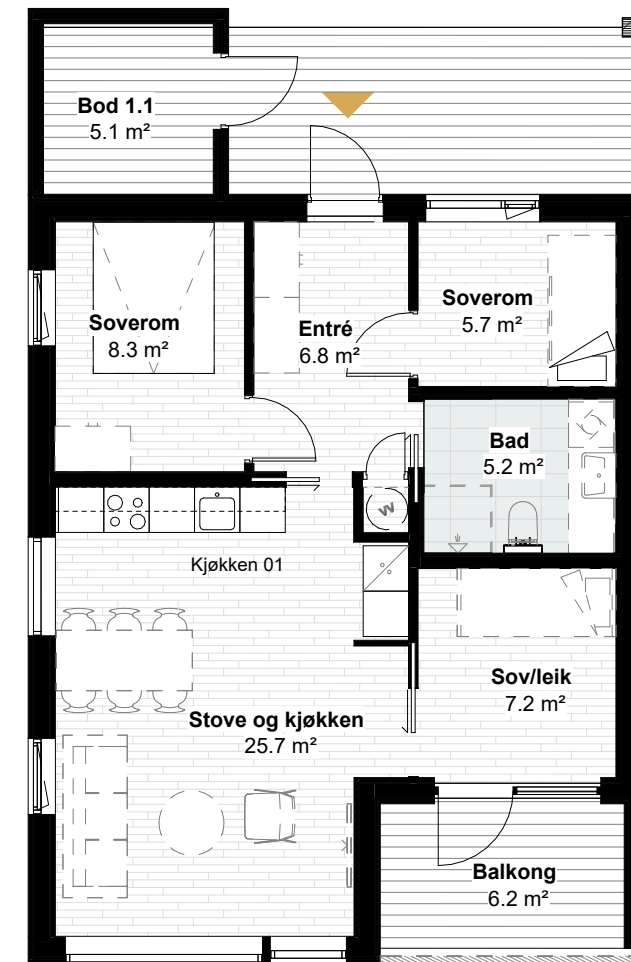 Bod 1.1
5.1 m²
Soverom
8.3 m²
Entré
6.8 m²
Soverom
5.7 m²
Bad
5.2 m²
VV
Kjøkken 01
Sov/leik
7.2 m²
Stove og kjøkken
25.7 m²
Balkong
6.2 m²